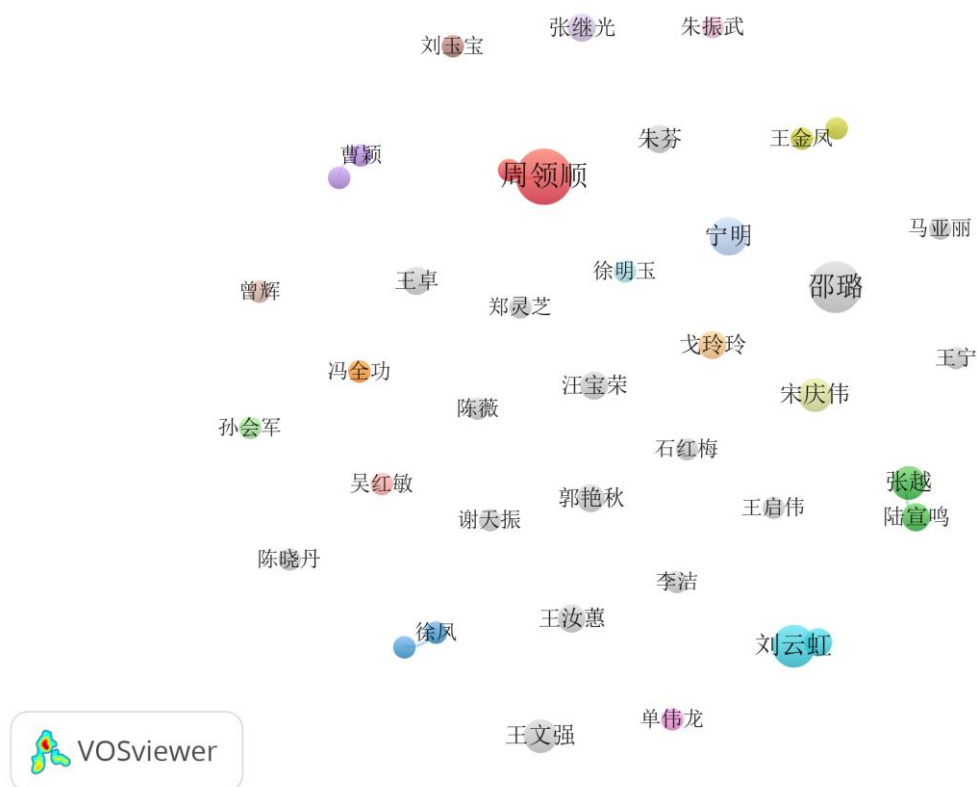 张继光
朱振武
刘玉宝
朱芬
王金凤
曹颖
周领顺
马亚丽
宁明
徐明玉
王卓
邵璐
曾辉
郑灵芝
戈玲玲
王宁
冯全功
汪宝荣
宋庆伟
陈薇
孙会军
石红梅
张越
吴红敏
郭艳秋
王启伟
陆宣鸣
谢天振
陈晓丹
李洁
王汝蕙
徐凤
刘云虹
单伟龙
王文强
VOSviewer